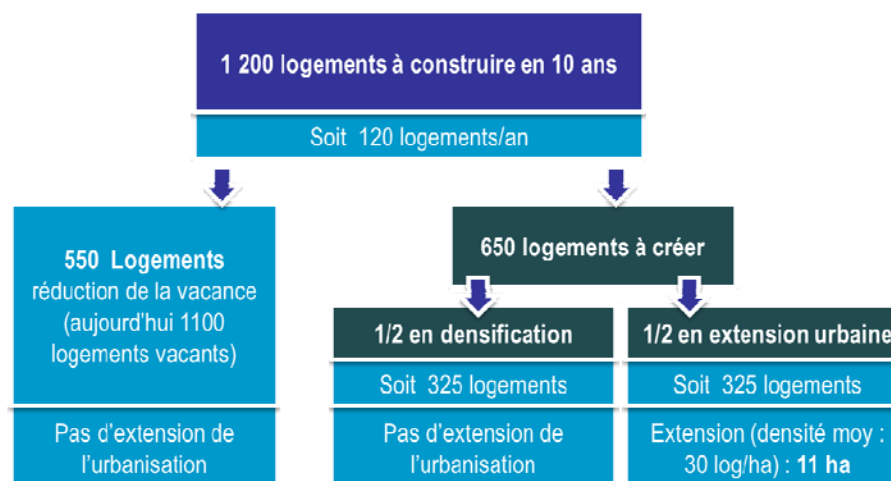 1 200 logements à construire en 10 ans
Soit 120 logements/an
550 Logements
réduction de la vacance
(aujourd'hui 1100
logements vacants)
Pas d'extension de
l'urbanisation
650 logements à créer
1/2 en densification
Soit 325 logements
Pas d'extension de
l'urbanisation
1/2 en extension urbaine
Soit 325 logements
Extension (densité moy :
30 log/ha) : 11 ha